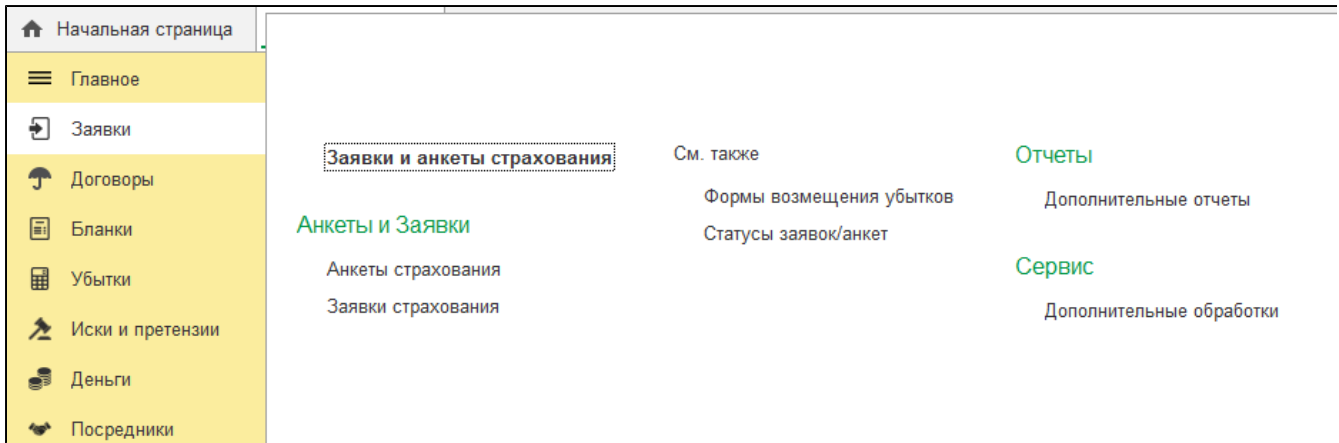 Начальная страница
Главное
Заявки
Договоры
Бланки
Убытки
Иски и претензии
Деньги
Посредники
Заявки и анкеты страхования
Анкеты и Заявки
Анкеты страхования
Заявки страхования
См. также
Формы возмещения убытков
Статусы заявок/анкет
Отчеты
Дополнительные отчеты
Сервис
Дополнительные обработки